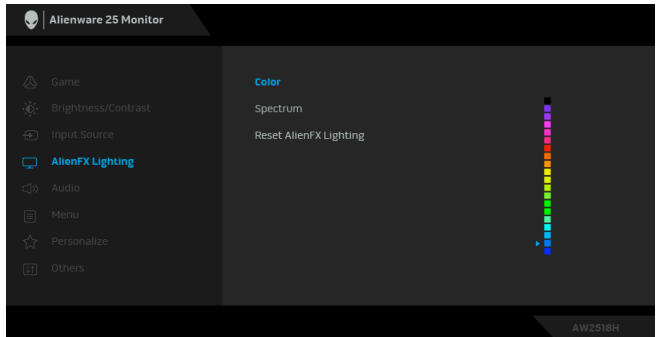 Alienware 25 Monitor
Game
Brightness/Contrast
Input Source
AlienFX Lighting
Audio
Menu
Personalize
Others
Color
Spectrum
Reset AlienFX Lighting
AW2518H